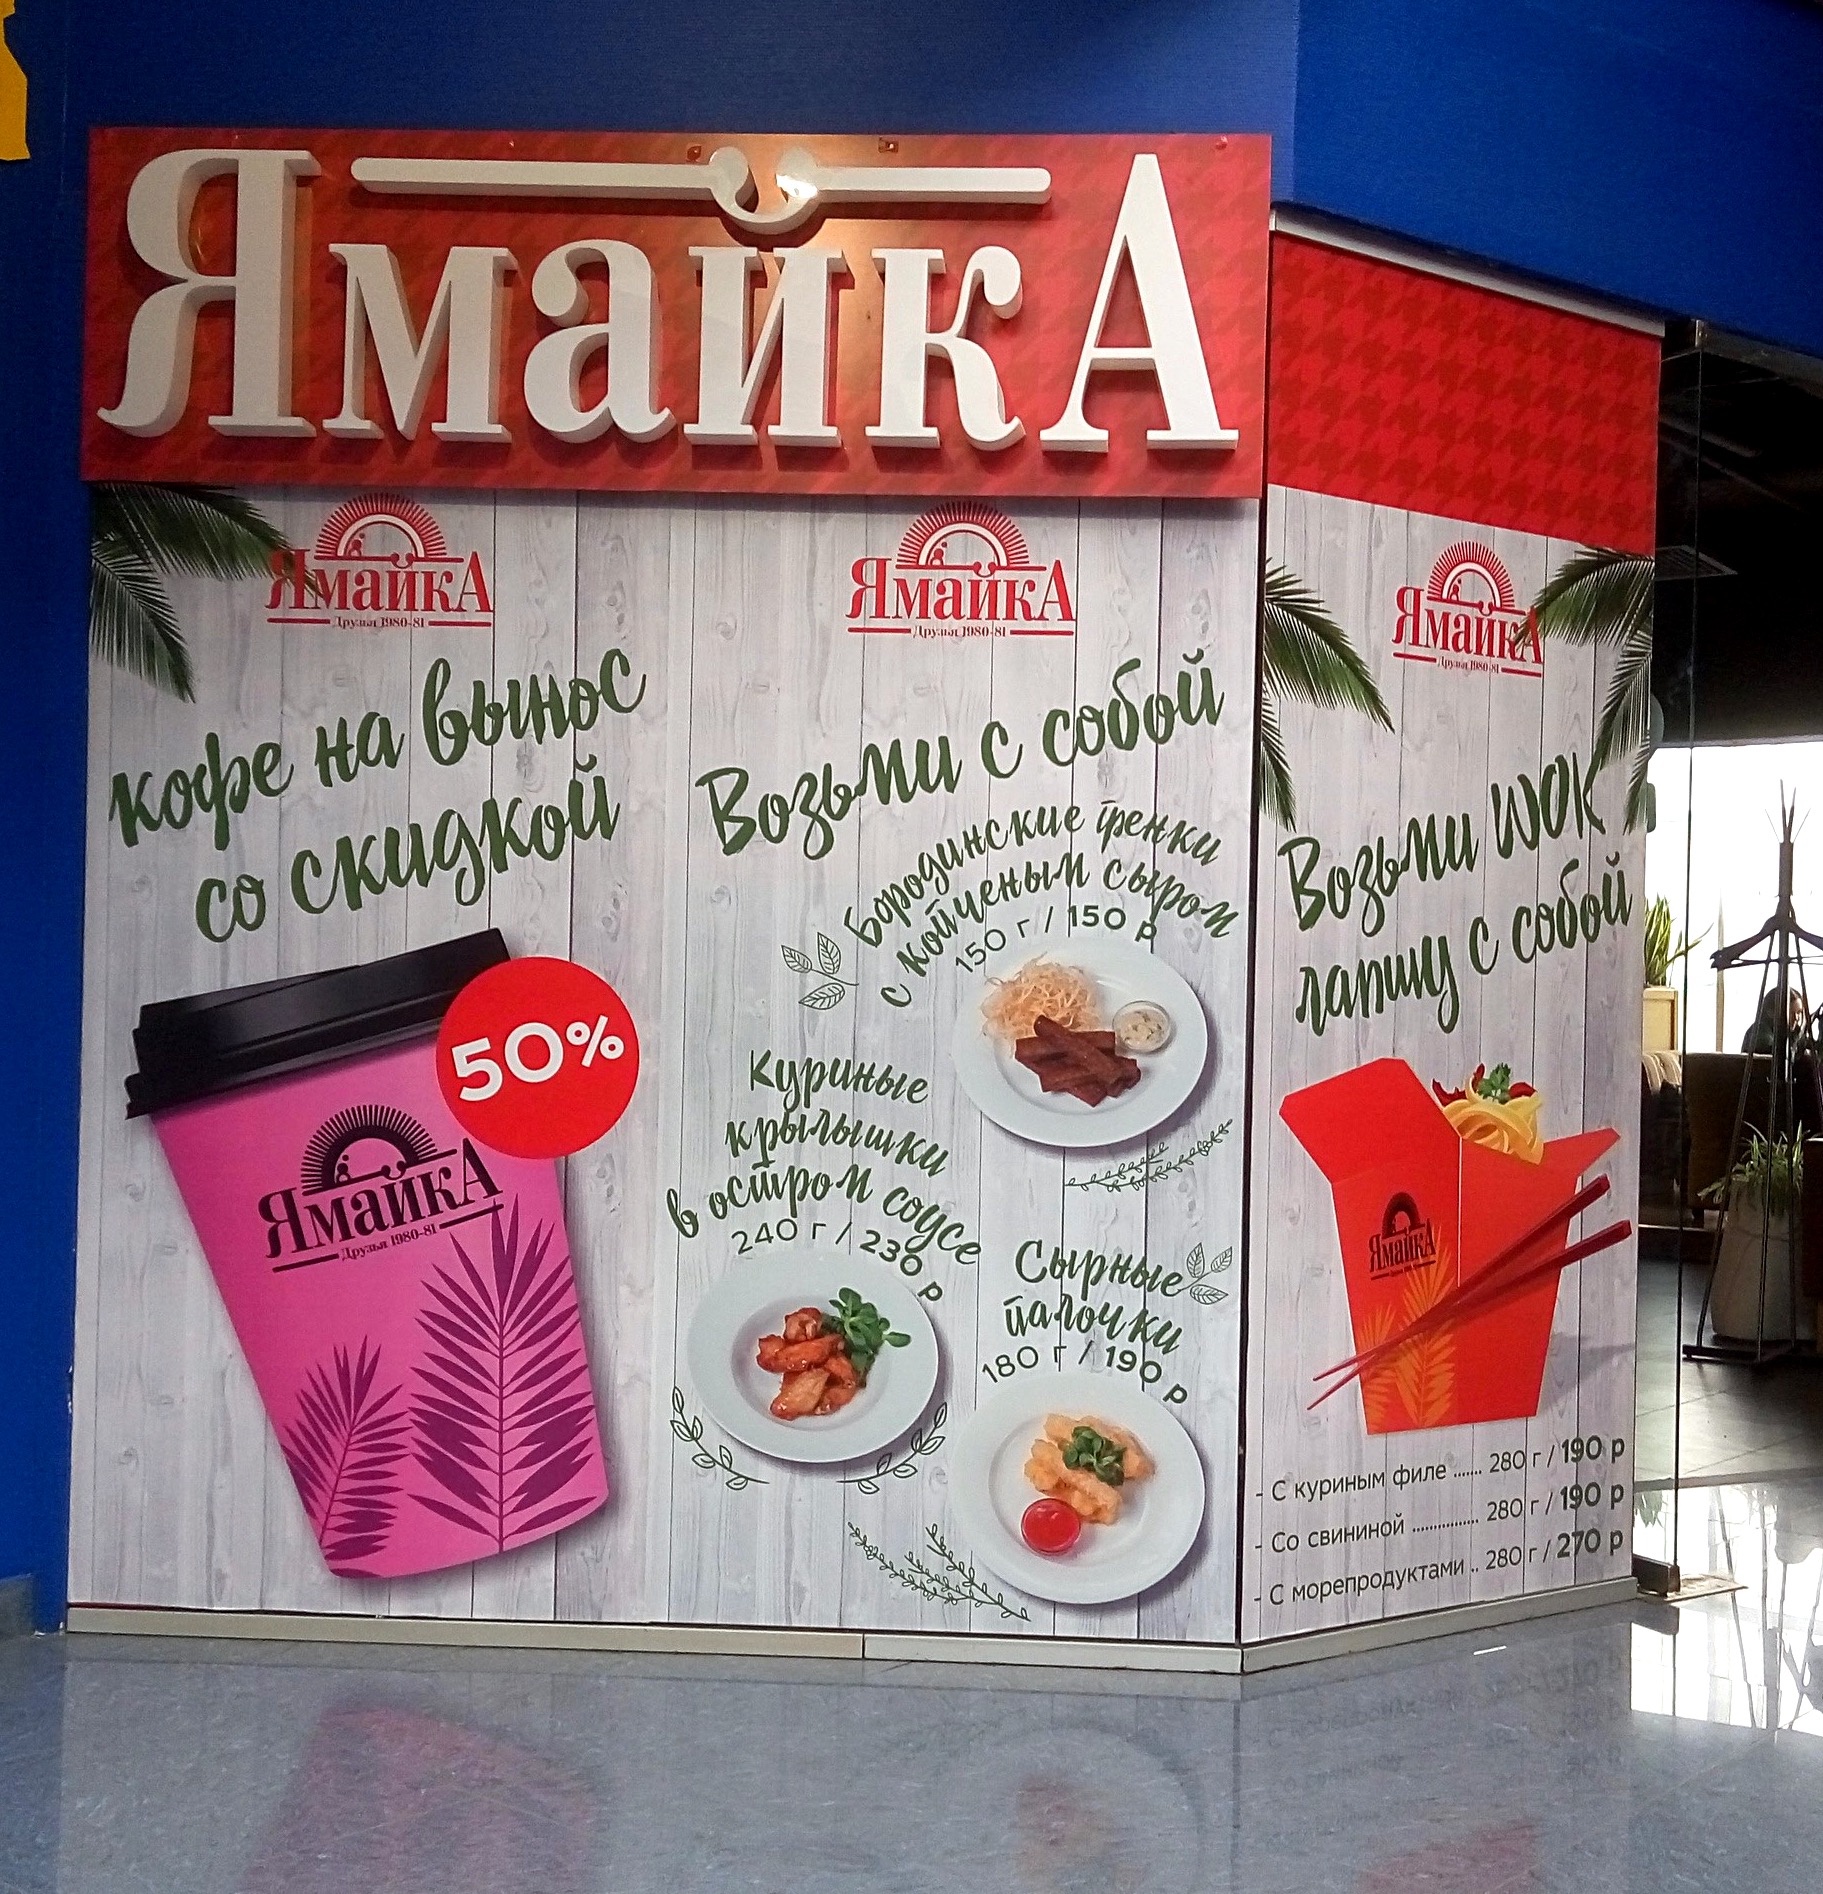 Ямайка
Ямайка
Друзья 1980-81
кофе на вынос
со скидкой
50%
Ямайка
Друзья 1980-81
Ямайка
Друзья 1980-81
Возьми с собой
Бородинские гренки
с копченым сыром
150 г / 150 р
Куриные
крылышки
в остром соусе
240 г / 230 р
Сырные
палочки
180 г / 190 р
Ямайка
Друзья 1980-81
Возьми WOK
лапшу с собой
Ямайка
- С куриным филе ....... 280 г / 190 р
- Со свининой ................ 280 г / 190 р
- С морепродуктами .. 280 г / 270 р